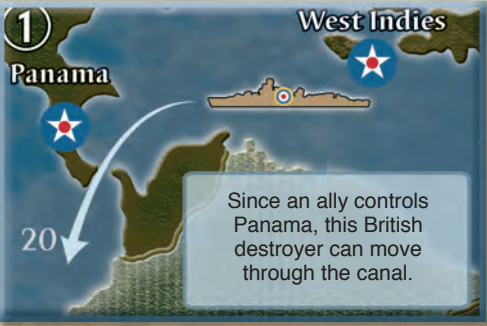 1
West Indies
Panama
20
Since an ally controls
Panama, this British
destroyer can move
through the canal.